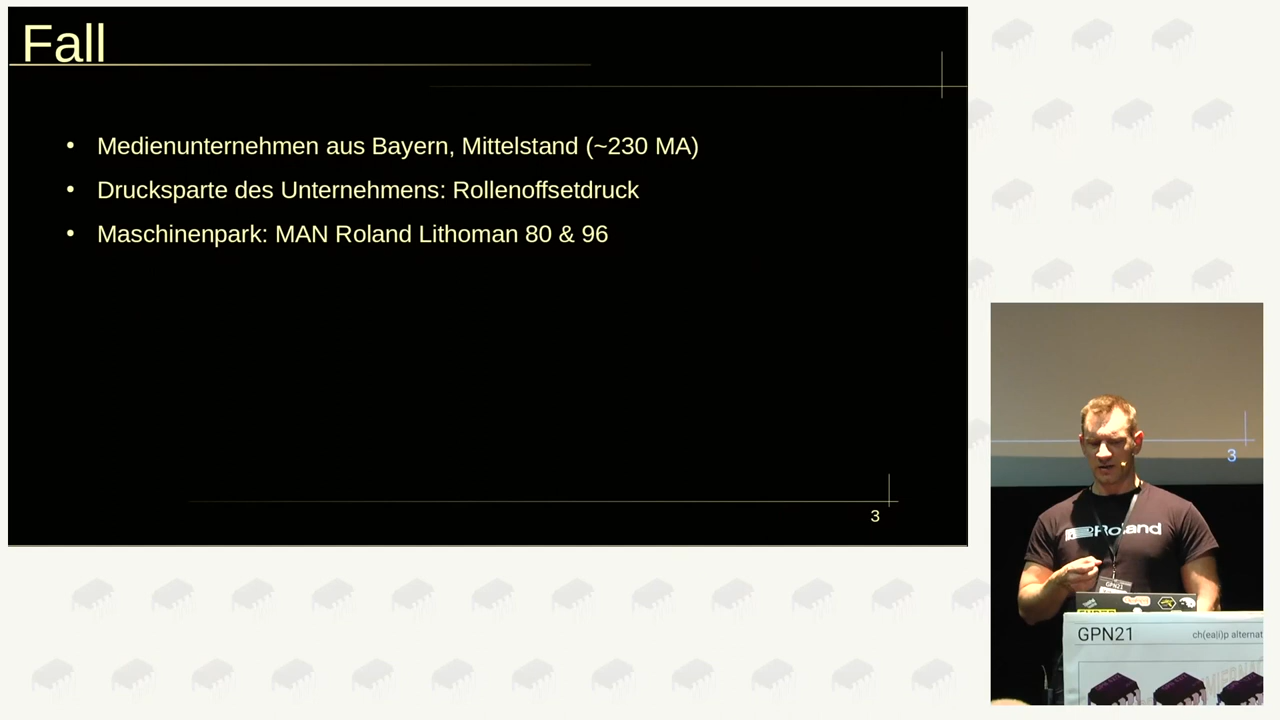 Fall
• Medienunternehmen aus Bayern, Mittelstand (~230 MA)
• Drucksparte des Unternehmens: Rollenoffsetdruck
• Maschinenpark: MAN Roland Lithoman 80 & 96
3
3
Roland
GPN21
GPN21
ch(ea|i)p alternat